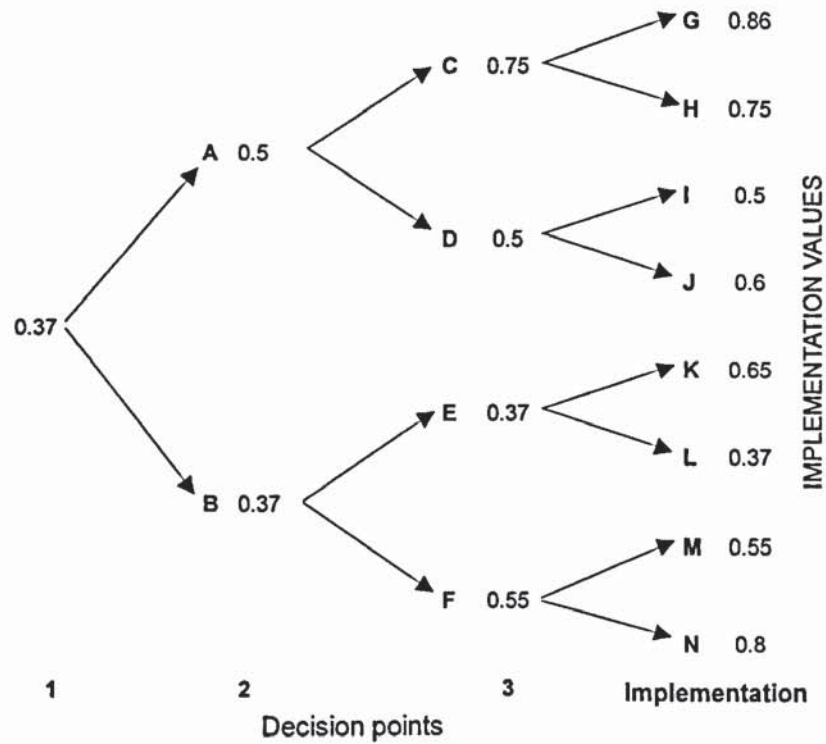 G 0.86
C 0.75
H 0.75
A 0.5
I 0.5
D 0.5
J 0.6
0.37
K 0.65
E 0.37
L 0.37
B 0.37
M 0.55
F 0.55
N 0.8
IMPLEMENTATION VALUES
1 2 3 Implementation
Decision points